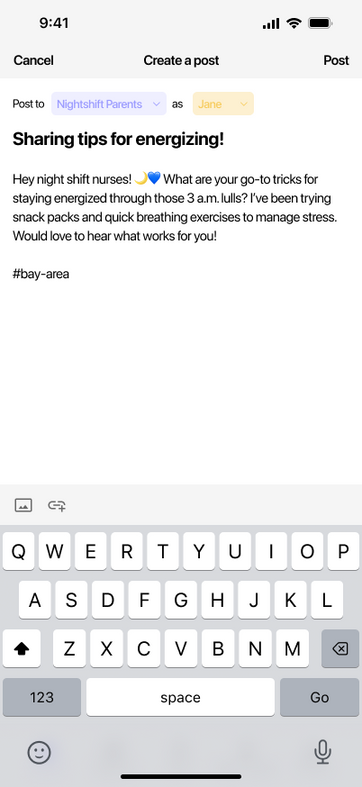 9:41
Cancel Create a post Post
Post to Nightshift Parents as Jane
Sharing tips for energizing!
Hey night shift nurses! 🌙💙 What are your go-to tricks for
staying energized through those 3 a.m. lulls? I've been trying
snack packs and quick breathing exercises to manage stress.
Would love to hear what works for you!
#bay-area
Q W E R T Y U I O P
A S D F G H J K L
Z X C V B N M
123 space Go